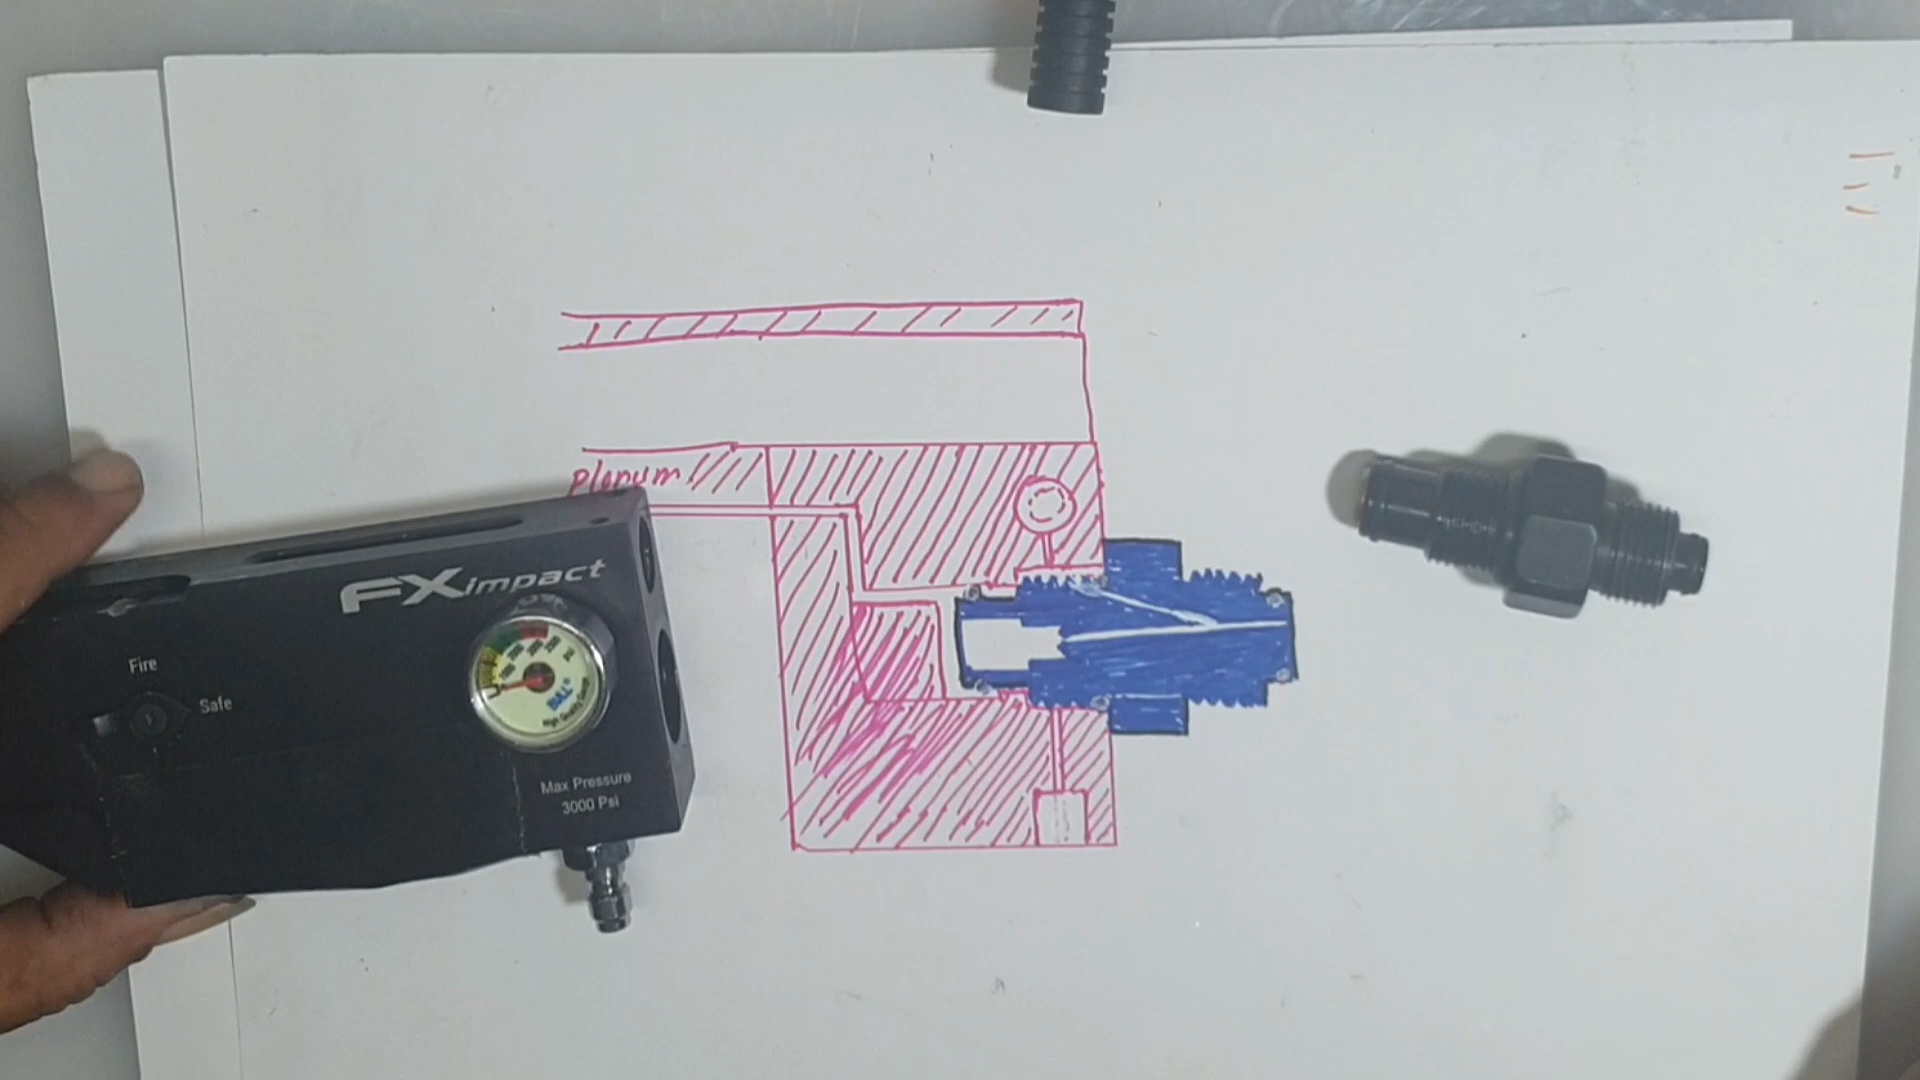 Plenum
FX impact
Fire
Safe
Max Pressure
3000 Psi